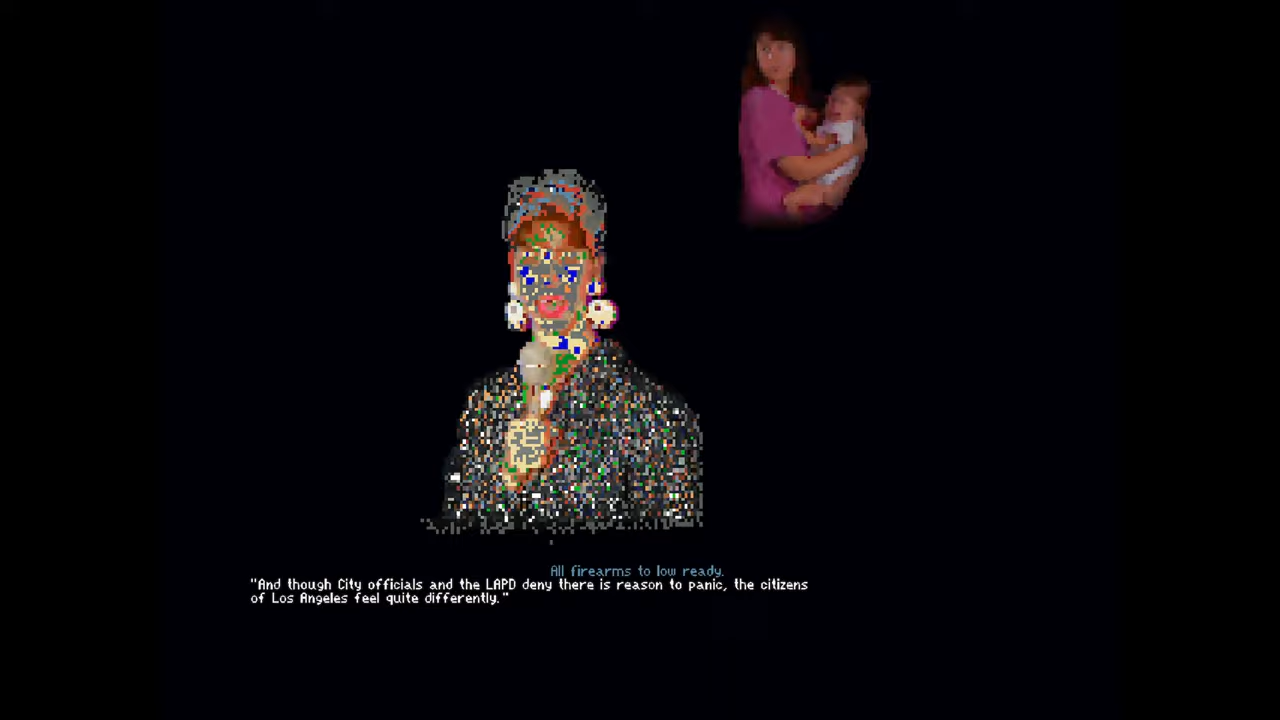 All firearms to low ready.
"And though City officials and the LAPD deny there is reason to panic, the citizens
of Los Angeles feel quite differently."